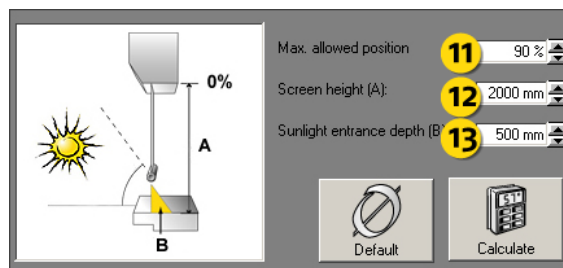 0%
A
B
Max. allowed position 11 90 %
Screen height (A): 12 2000 mm
Sunlight entrance depth (B 13 500 mm
Default
Calculate